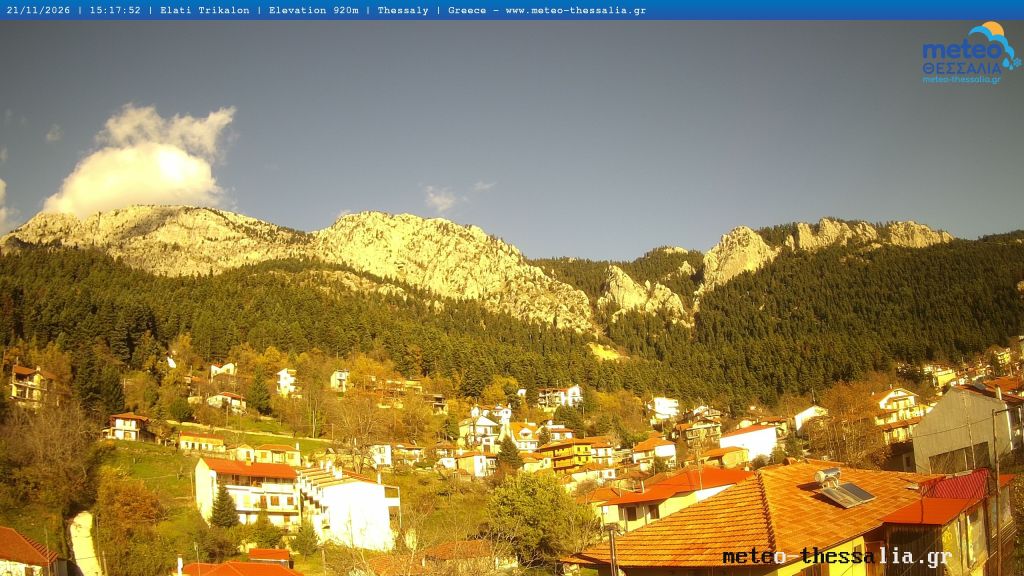 21/11/2026 | 15:17:52 | Elati Trikalon | Elevation 920m | Thessaly | Greece - www.meteo-thessalia.gr
meteo
ΘΕΣΣΑΛΙΑ
meteo-thessalia.gr
meteo-thessalia.gr